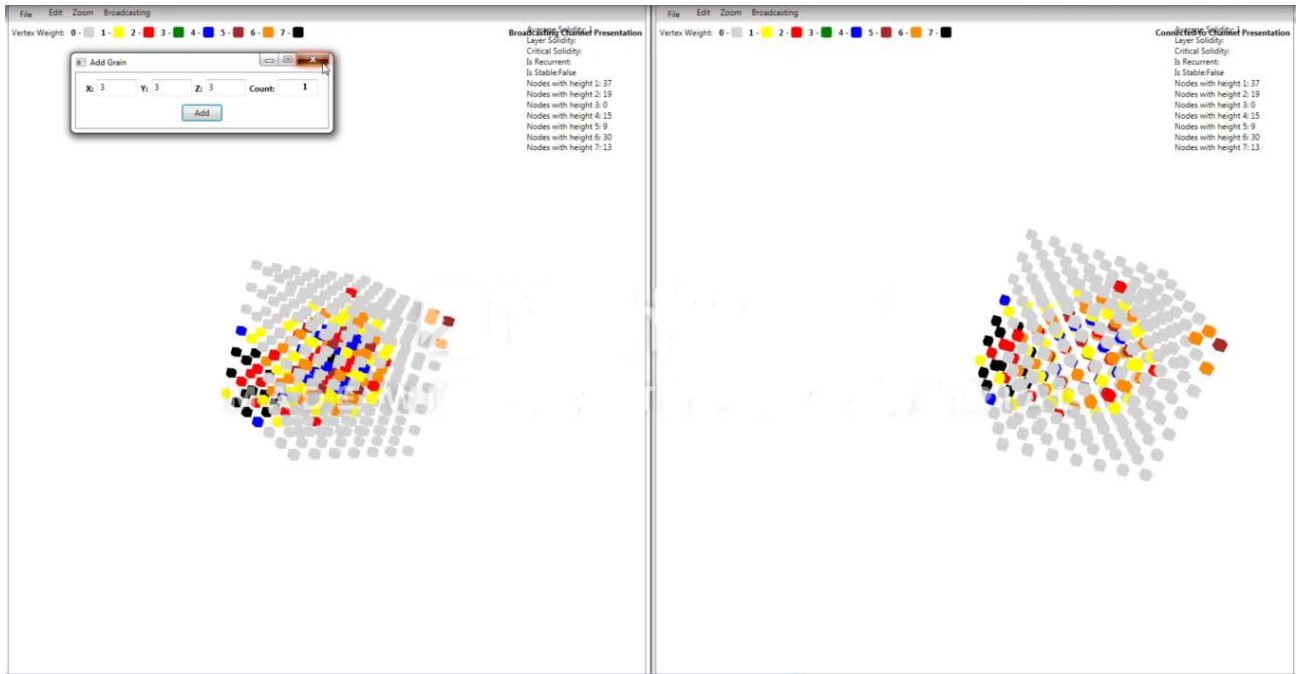 File Edit Zoom Broadcasting
Vertex Weight: 0 - 1 - 2 - 3 - 4 - 5 - 6 - 7 -
Broadcasting Channel Presentation
Average Solidity: 1
Layer Solidity:
Critical Solidity:
Is Recurrent:
Is Stable:False
Nodes with height 1: 37
Nodes with height 2: 19
Nodes with height 3: 0
Nodes with height 4: 15
Nodes with height 5: 9
Nodes with height 6: 30
Nodes with height 7: 13
Add Grain
X: 3 Y: 3 Z: 3 Count: 1
Add
File Edit Zoom Broadcasting
Vertex Weight: 0 - 1 - 2 - 3 - 4 - 5 - 6 - 7 -
Connected to Channel Presentation
Average Solidity: 1
Layer Solidity:
Critical Solidity:
Is Recurrent:
Is Stable:False
Nodes with height 1: 37
Nodes with height 2: 19
Nodes with height 3: 0
Nodes with height 4: 15
Nodes with height 5: 9
Nodes with height 6: 30
Nodes with height 7: 13